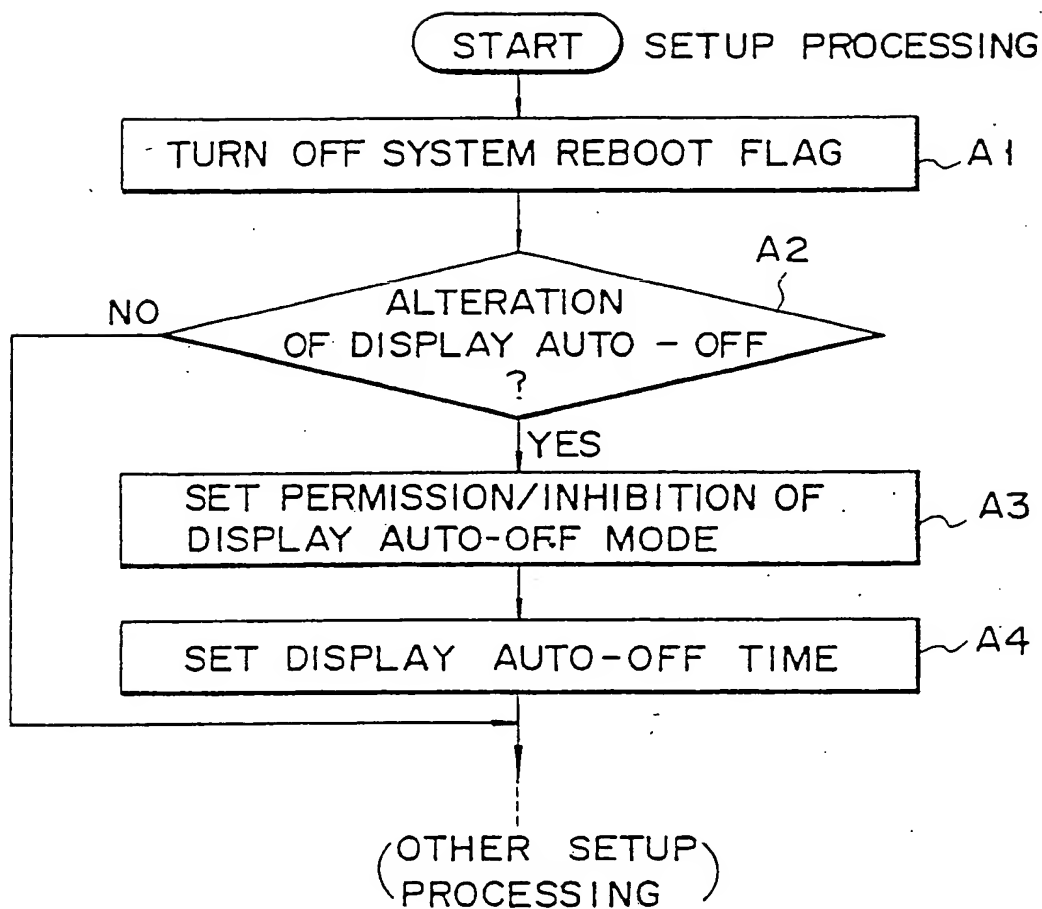 START SETUP PROCESSING
TURN OFF SYSTEM REBOOT FLAG A1
A2
ALTERATION
NO
OF DISPLAY AUTO - OFF
?
YES
SET PERMISSION/INHIBITION OF
DISPLAY AUTO-OFF MODE
A3
SET DISPLAY AUTO-OFF TIME A4
(OTHER SETUP
PROCESSING)